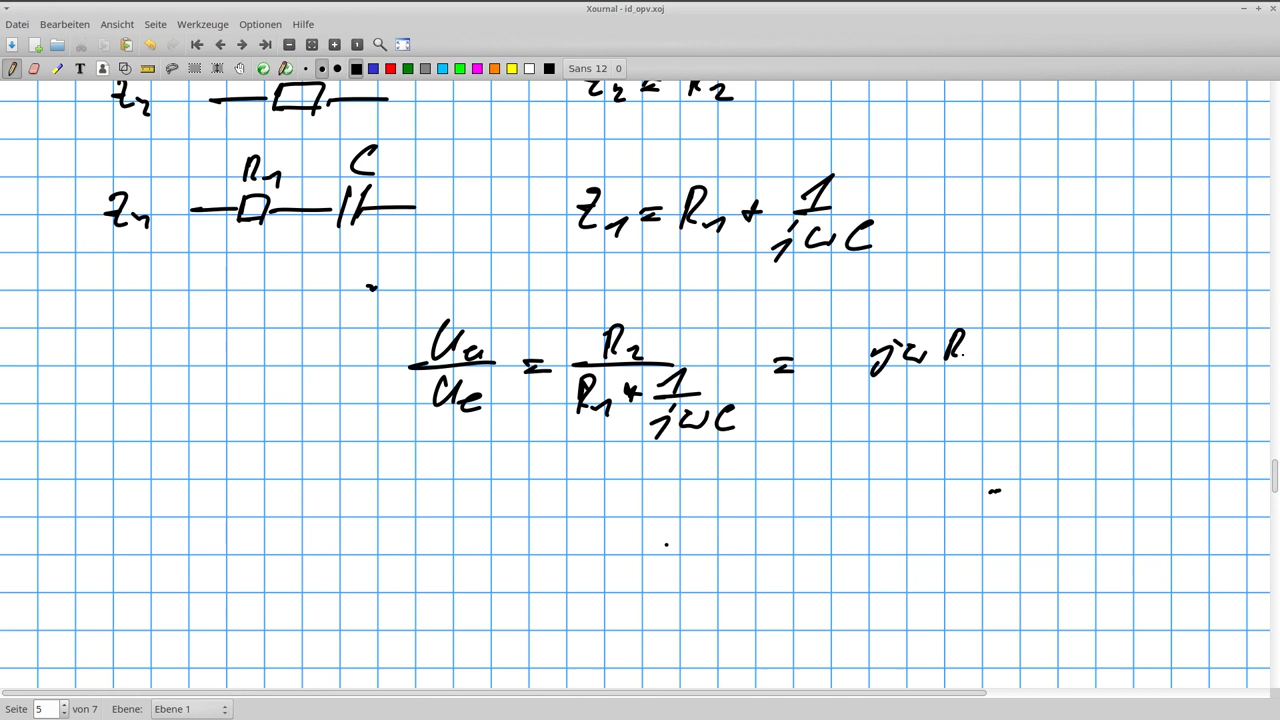 Xournal - id_opv.xoj
Datei Bearbeiten Ansicht Seite Werkzeuge Optionen Hilfe
Sans 12 0
Z₂ Z₂ = R₂
R₁ C
Z₁ Z₁ = R₁ + 1/(jωC)
Ua/Ue = R₂/(R₁ + 1/(jωC)) = jω R
Seite 5 von 7 Ebene: Ebene 1